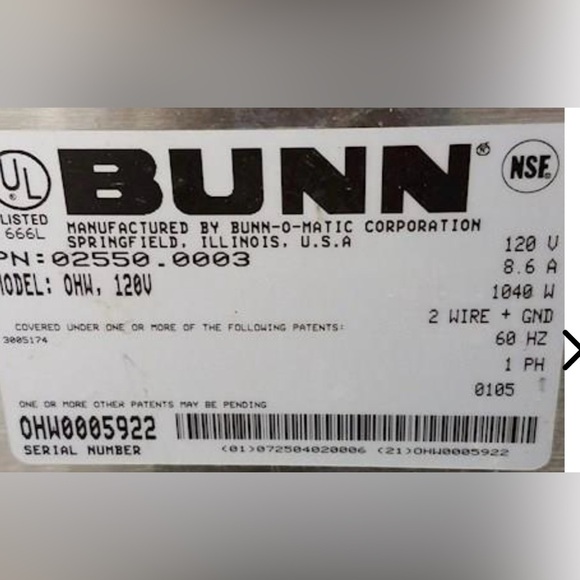 UL
®
LISTED
666L
BUNN®
NSF®
MANUFACTURED BY BUNN-O-MATIC CORPORATION
SPRINGFIELD, ILLINOIS, U.S.A
PN:02550.0003
MODEL: OHW, 120V
120 V
8.6 A
1040 W
2 WIRE + GND
60 HZ
1 PH
0105
COVERED UNDER ONE OR MORE OF THE FOLLOWING PATENTS:
3005174
ONE OR MORE OTHER PATENTS MAY BE PENDING
OHW0005922
SERIAL NUMBER
(01)072504020006 (21)OHW0005922